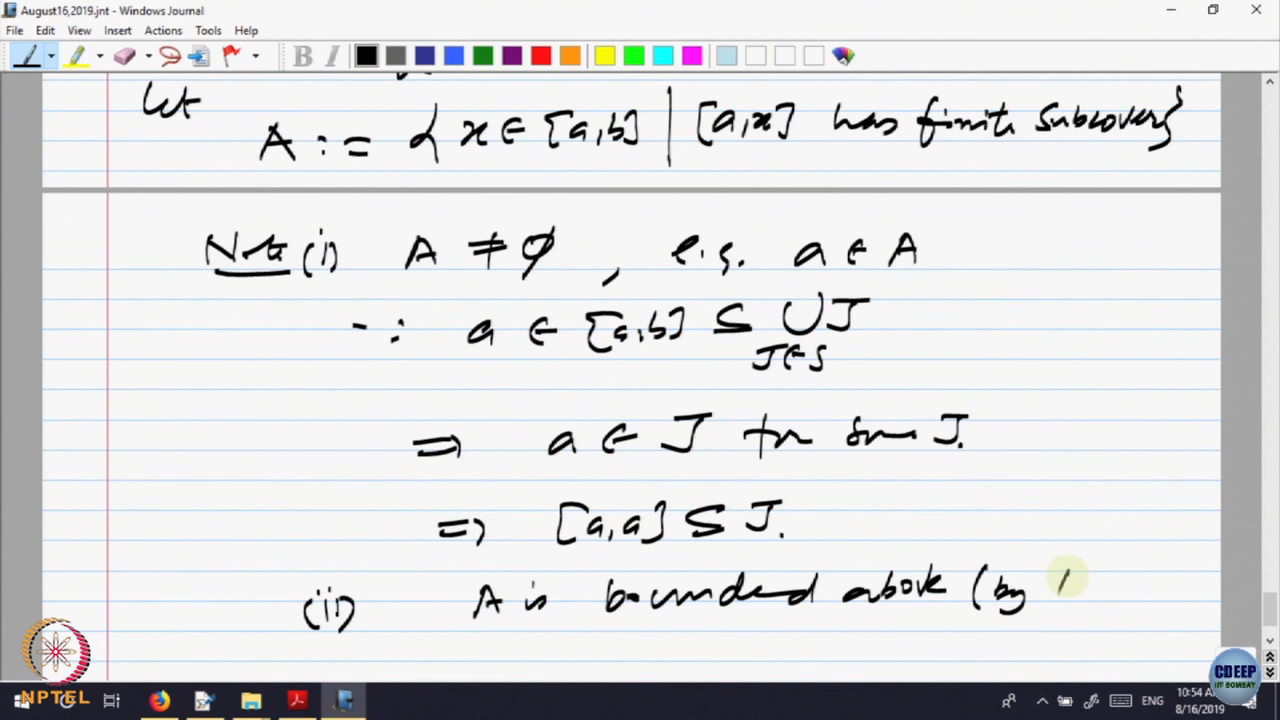 August16,2019.jnt - Windows Journal
File Edit View Insert Actions Tools Help
B I
Let
A := { x ∈ [a,b] | [a,x] has finite subcover}
Note (i) A ≠ ∅ , e.g. a ∈ A
∵ a ∈ [a,b] ⊆ ∪J
J∈S
⇒ a ∈ J for some J.
⇒ [a,a] ⊆ J.
(ii) A is bounded above (by
NPTEL
CDEEP
IIT BOMBAY
ENG
10:54 A
8/16/2019